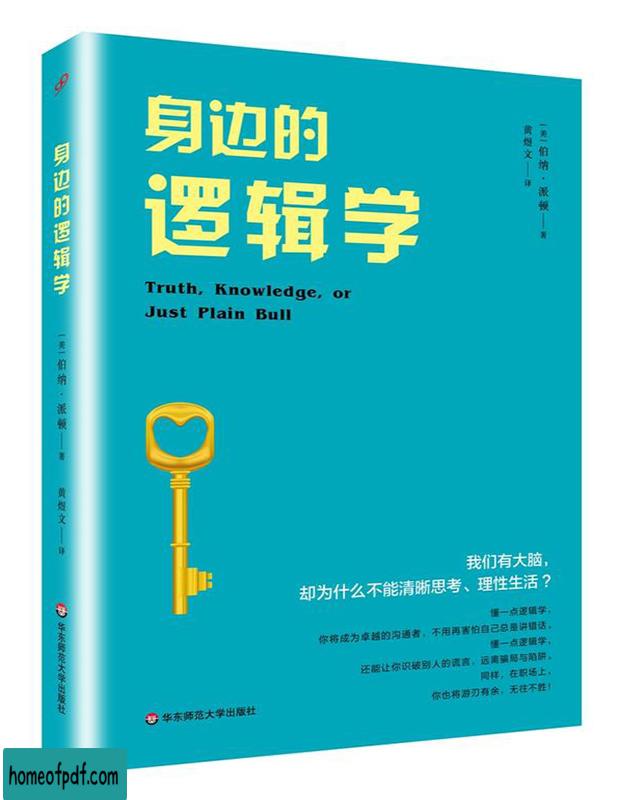 身边的
逻辑学
Truth, Knowledge, or
Just Plain Bull
（美）伯纳·派顿——著
黄煜文——译
我们有大脑，
却为什么不能清晰思考、理性生活？
懂一点逻辑学，
你将成为卓越的沟通者，不用再害怕自己总是讲错话。
懂一点逻辑学，
还能让你识破别人的谎言，远离骗局与陷阱。
同样，在职场上，
你也将游刃有余，无往不胜！
华东师范大学出版社
99
身边的逻辑学
（美）伯纳·派顿——著
黄煜文——译
华东师范大学出版社
homeofpdf.com